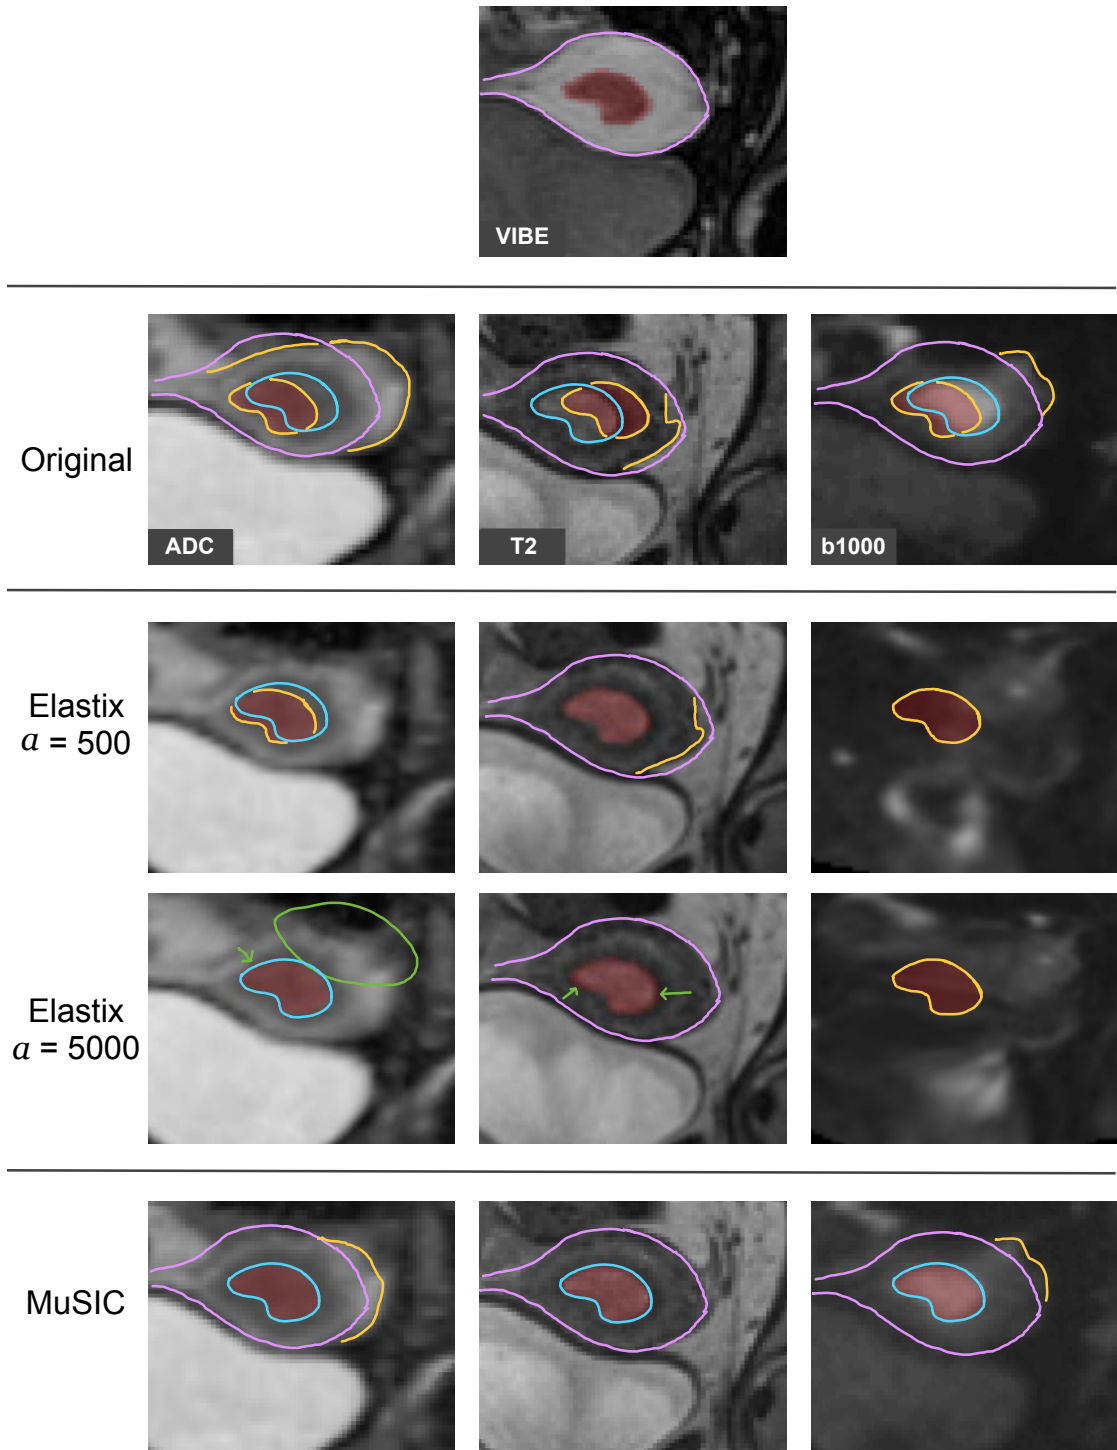 VIBE
Original
ADC
T2
b1000
Elastix
a = 500
Elastix
a = 5000
MuSIC